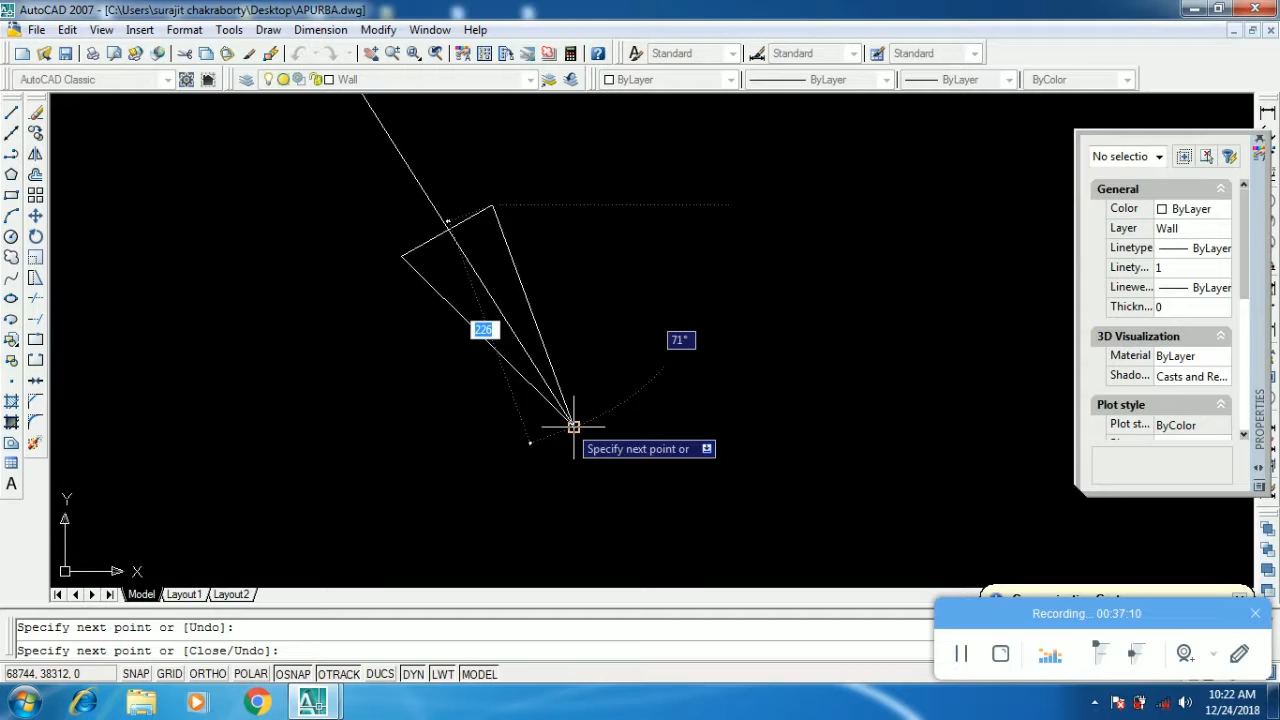 AutoCAD 2007 - [C:\Users\surajit chakraborty\Desktop\APURBA.dwg]
File Edit View Insert Format Tools Draw Dimension Modify Window Help
Standard Standard Standard
AutoCAD Classic Wall ByLayer ByLayer ByLayer ByColor
No selectio
General
Color ByLayer
Layer Wall
Linetype ByLayer
Linety... 1
Linewe... ByLayer
Thickn... 0
3D Visualization
Material ByLayer
Shado... Casts and Re...
Plot style
Plot st... ByColor
PROPERTIES
226
71°
Specify next point or
Y
X
Model Layout1 Layout2
Specify next point or [Undo]:
Specify next point or [Close/Undo]:
Recording... 00:37:10
68744, 38312, 0 SNAP GRID ORTHO POLAR OSNAP OTRACK DUCS DYN LWT MODEL
10:22 AM
12/24/2018